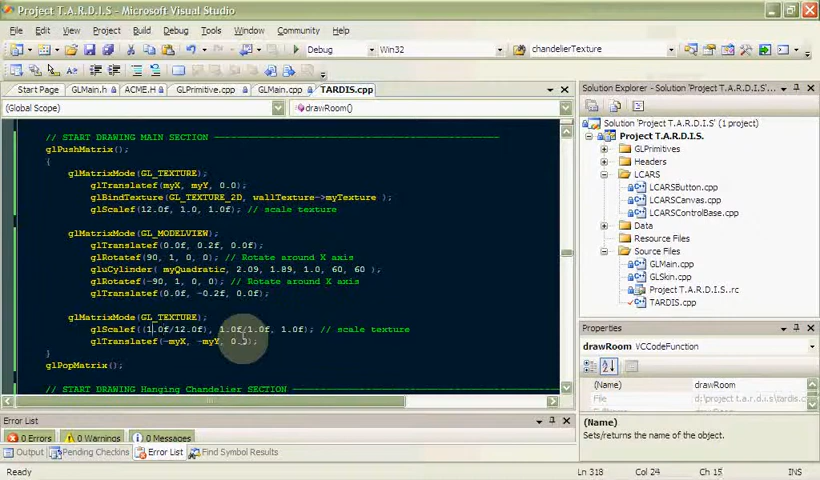 Project T.A.R.D.I.S - Microsoft Visual Studio
File Edit View Project Build Debug Tools Window Community Help
Debug Win32 chandelierTexture
Start Page GLMain.h ACME.H GLPrimitive.cpp GLMain.cpp TARDIS.cpp
(Global Scope) drawRoom()
// START DRAWING MAIN SECTION
glPushMatrix();
{
glMatrixMode(GL_TEXTURE);
glTranslatef(myX, myY, 0.0);
glBindTexture(GL_TEXTURE_2D, wallTexture->myTexture );
glScalef(12.0f, 1.0, 1.0f); // scale texture
glMatrixMode(GL_MODELVIEW);
glTranslatef(0.0f, 0.2f, 0.0f);
glRotatef(90, 1, 0, 0); // Rotate around X axis
gluCylinder( myQuadratic, 2.09, 1.89, 1.0, 60, 60 );
glRotatef(-90, 1, 0, 0); // Rotate around X axis
glTranslatef(0.0f, -0.2f, 0.0f);
glMatrixMode(GL_TEXTURE);
glScalef((1.0f/12.0f), 1.0f/1.0f, 1.0f); // scale texture
glTranslatef(-myX, -myY, 0.0);
}
glPopMatrix();
// START DRAWING Hanging Chandelier SECTION
Solution Explorer - Project T.A.R.D.I.S...
Solution 'Project T.A.R.D.I.S' (1 project)
Project T.A.R.D.I.S.
GLPrimitives
Headers
LCARS
LCARSButton.cpp
LCARSCanvas.cpp
LCARSControlBase.cpp
Data
Resource Files
Source Files
GLMain.cpp
GLSkin.cpp
Project T.A.R.D.I.S..rc
TARDIS.cpp
Properties
drawRoom VCCodeFunction
(Name) drawRoom
File d:\project t.a.r.d.i.s\tardis.cp
FullName drawRoom
(Name)
Sets/returns the name of the object.
Error List
0 Errors 0 Warnings 0 Messages
Output Pending Checkins Error List Find Symbol Results
Ready Ln 318 Col 24 Ch 15 INS